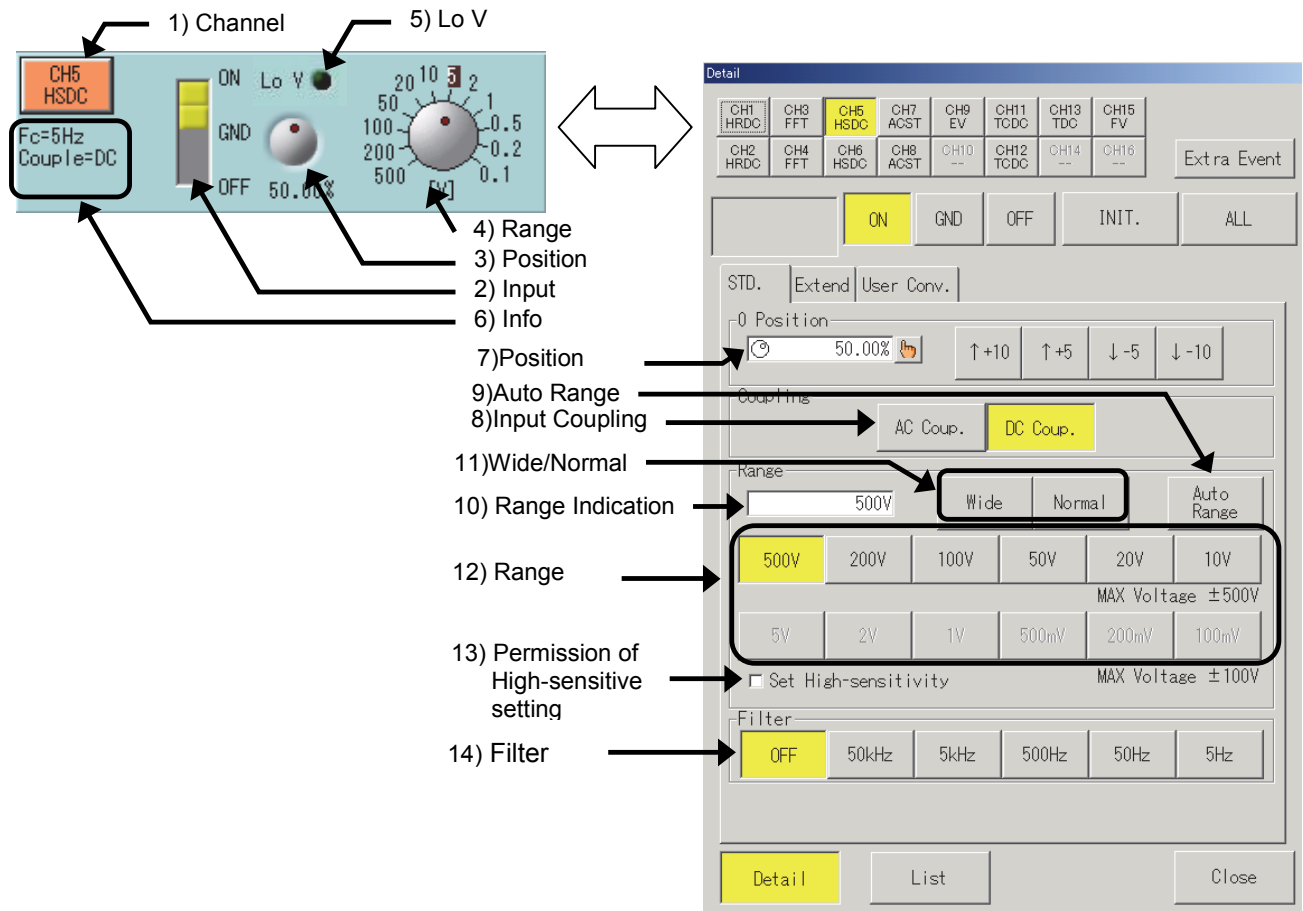 1) Channel
5) Lo V
CH5
HSDC
Fc=5Hz
Couple=DC
ON
GND
OFF
Lo V
50.00%
500
200
100
50
20
10
5
2
1
0.5
0.2
0.1
[V]
4) Range
3) Position
2) Input
6) Info
7)Position
9)Auto Range
8)Input Coupling
11)Wide/Normal
10) Range Indication
12) Range
13) Permission of
High-sensitive
setting
14) Filter
Detail
CH1 HRDC
CH3 FFT
CH5 HSDC
CH7 ACST
CH9 EV
CH11 TCDC
CH13 TDC
CH15 FV
CH2 HRDC
CH4 FFT
CH6 HSDC
CH8 ACST
CH10 --
CH12 TCDC
CH14 --
CH16 --
Extra Event
ON
GND
OFF
INIT.
ALL
STD.
Extend
User Conv.
0 Position
50.00%
↑+10
↑+5
↓-5
↓-10
Coupling
AC Coup.
DC Coup.
Range
500V
Wide
Normal
Auto
Range
500V
200V
100V
50V
20V
10V
MAX Voltage ±500V
5V
2V
1V
500mV
200mV
100mV
Set High-sensitivity
MAX Voltage ±100V
Filter
OFF
50kHz
5kHz
500Hz
50Hz
5Hz
Detail
List
Close